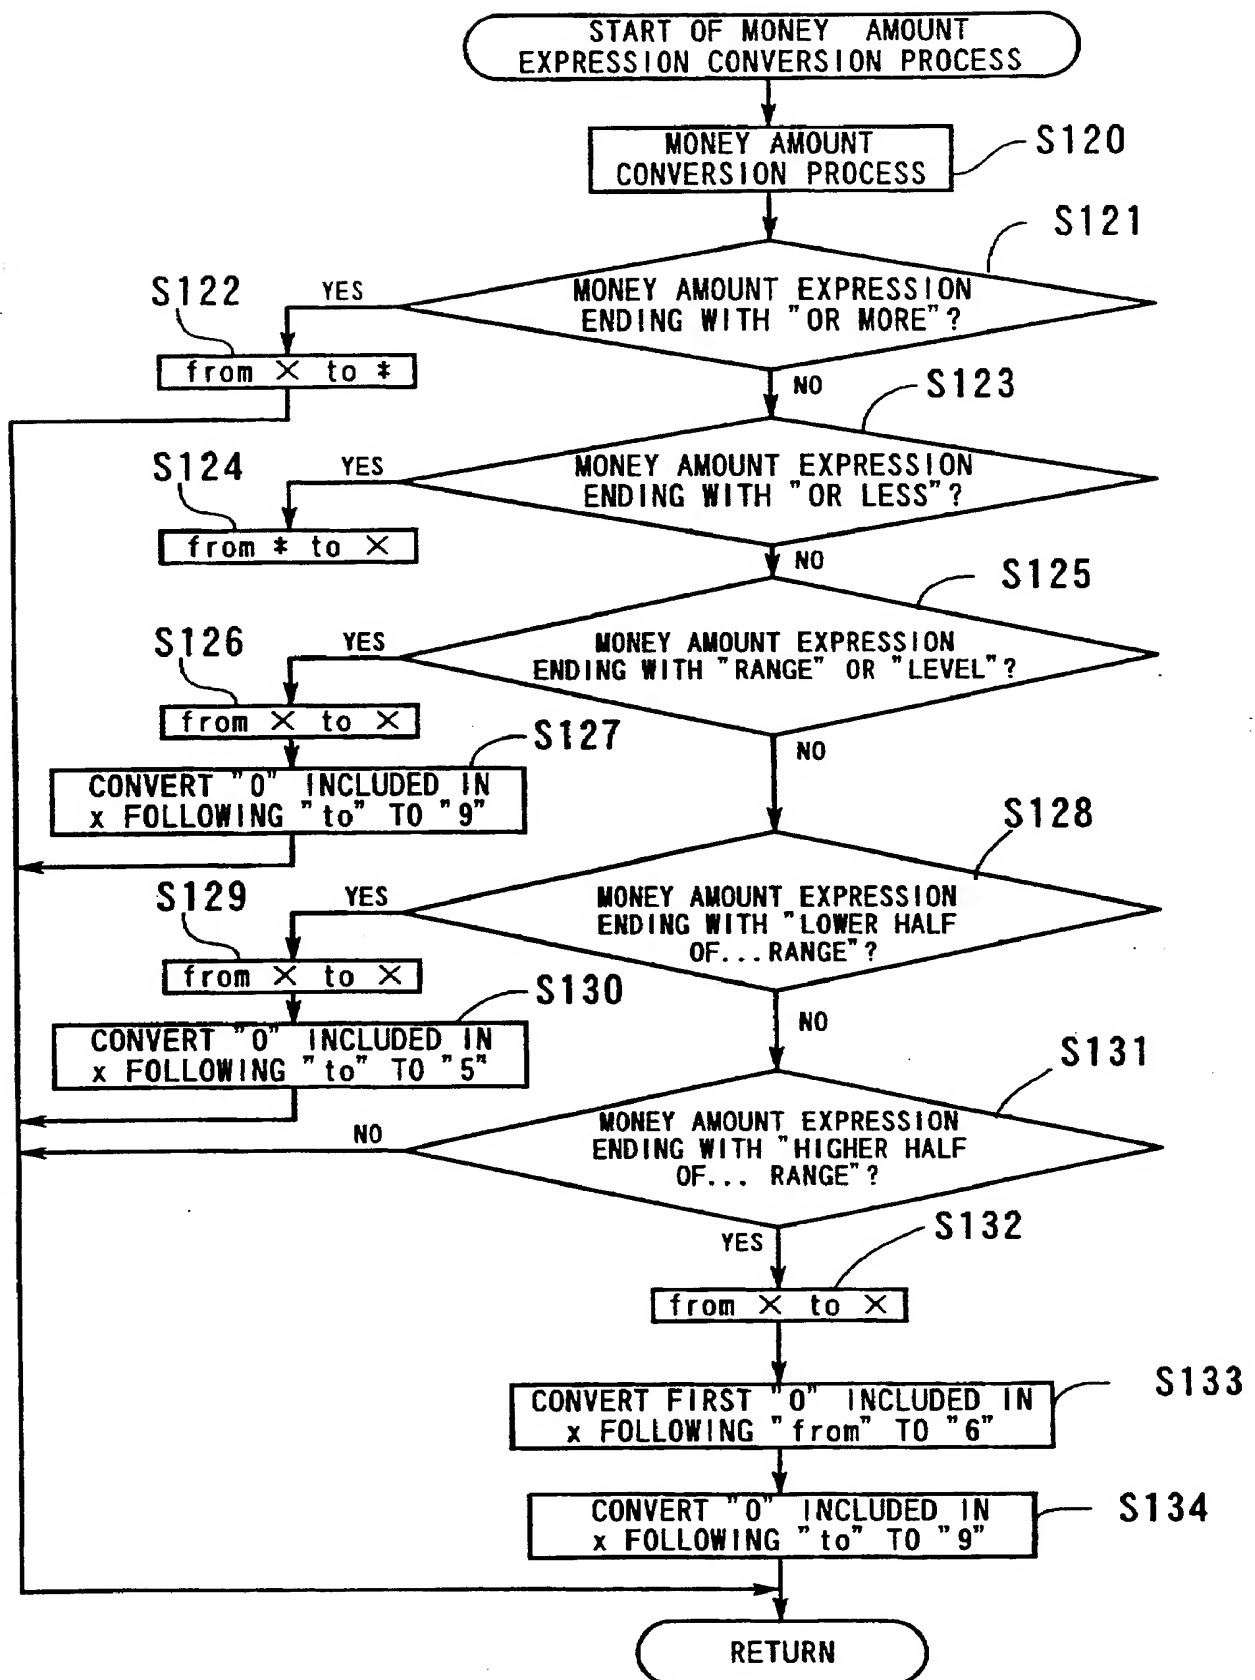 START OF MONEY AMOUNT
EXPRESSION CONVERSION PROCESS
MONEY AMOUNT
CONVERSION PROCESS
S120
S121
MONEY AMOUNT EXPRESSION
ENDING WITH "OR MORE"?
YES
S122
from X to *
NO
S123
MONEY AMOUNT EXPRESSION
ENDING WITH "OR LESS"?
YES
S124
from * to X
NO
S125
MONEY AMOUNT EXPRESSION
ENDING WITH "RANGE" OR "LEVEL"?
YES
S126
from X to X
S127
CONVERT "0" INCLUDED IN
x FOLLOWING "to" TO "9"
NO
S128
MONEY AMOUNT EXPRESSION
ENDING WITH "LOWER HALF
OF...RANGE"?
YES
S129
from X to X
S130
CONVERT "0" INCLUDED IN
x FOLLOWING "to" TO "5"
NO
S131
MONEY AMOUNT EXPRESSION
ENDING WITH "HIGHER HALF
OF... RANGE"?
NO
YES
S132
from X to X
S133
CONVERT FIRST "0" INCLUDED IN
x FOLLOWING "from" TO "6"
S134
CONVERT "0" INCLUDED IN
x FOLLOWING "to" TO "9"
RETURN